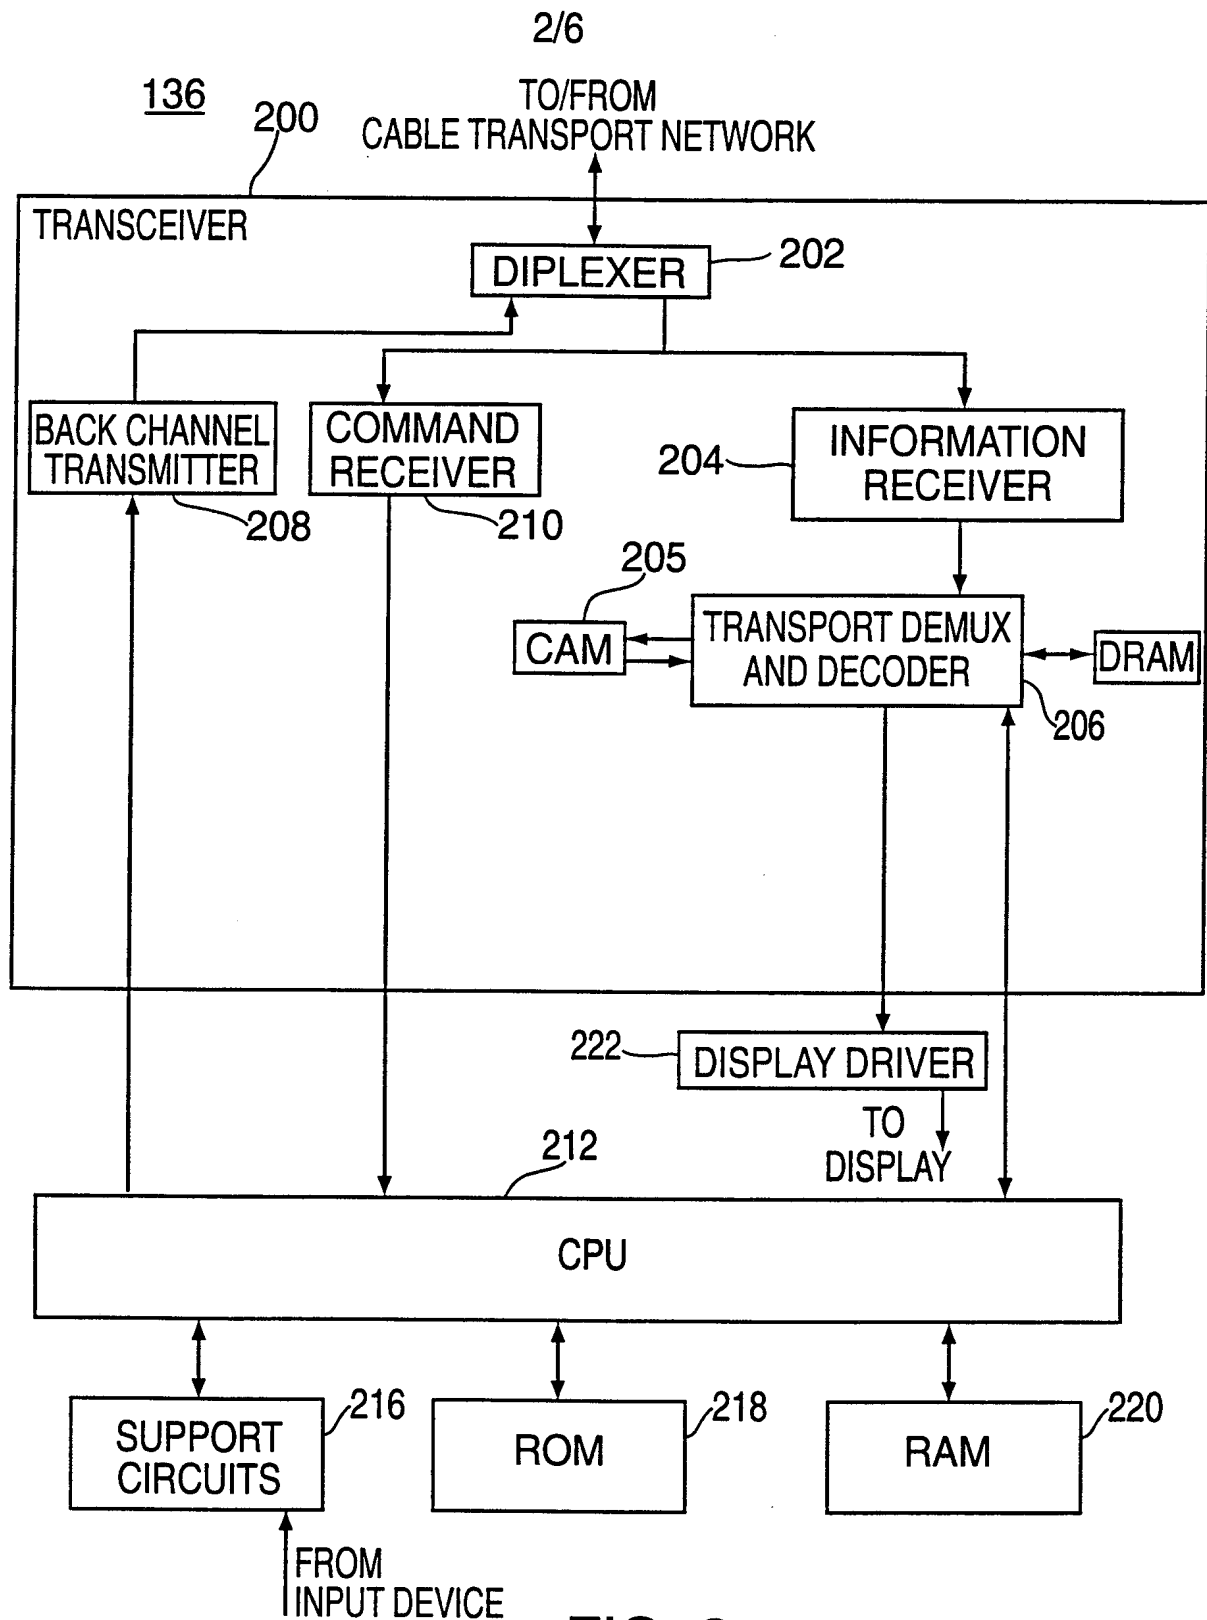 2/6
136
200
TO/FROM
CABLE TRANSPORT NETWORK
TRANSCEIVER
DIPLEXER
202
BACK CHANNEL
TRANSMITTER
208
COMMAND
RECEIVER
210
204
INFORMATION
RECEIVER
205
CAM
TRANSPORT DEMUX
AND DECODER
DRAM
206
222
DISPLAY DRIVER
TO
DISPLAY
212
CPU
SUPPORT
CIRCUITS
216
ROM
218
RAM
220
FROM
INPUT DEVICE